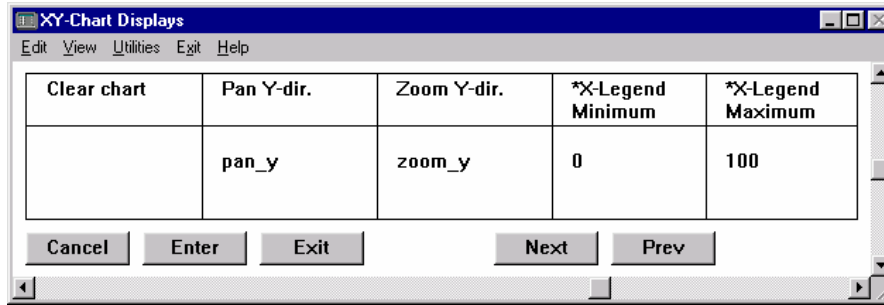 XY-Chart Displays
Edit View Utilities Exit Help
Clear chart Pan Y-dir. Zoom Y-dir. *X-Legend Minimum *X-Legend Maximum
pan_y zoom_y 0 100
Cancel Enter Exit Next Prev